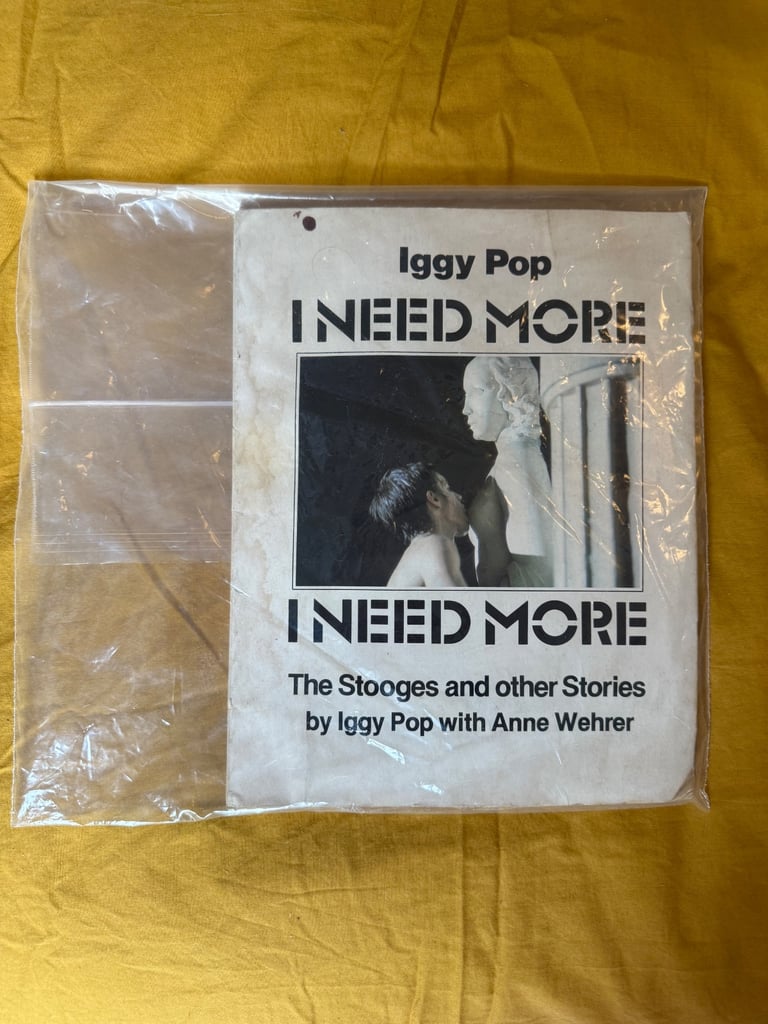 Iggy Pop
I NEED MORE
I NEED MORE
The Stooges and other Stories
by Iggy Pop with Anne Wehrer